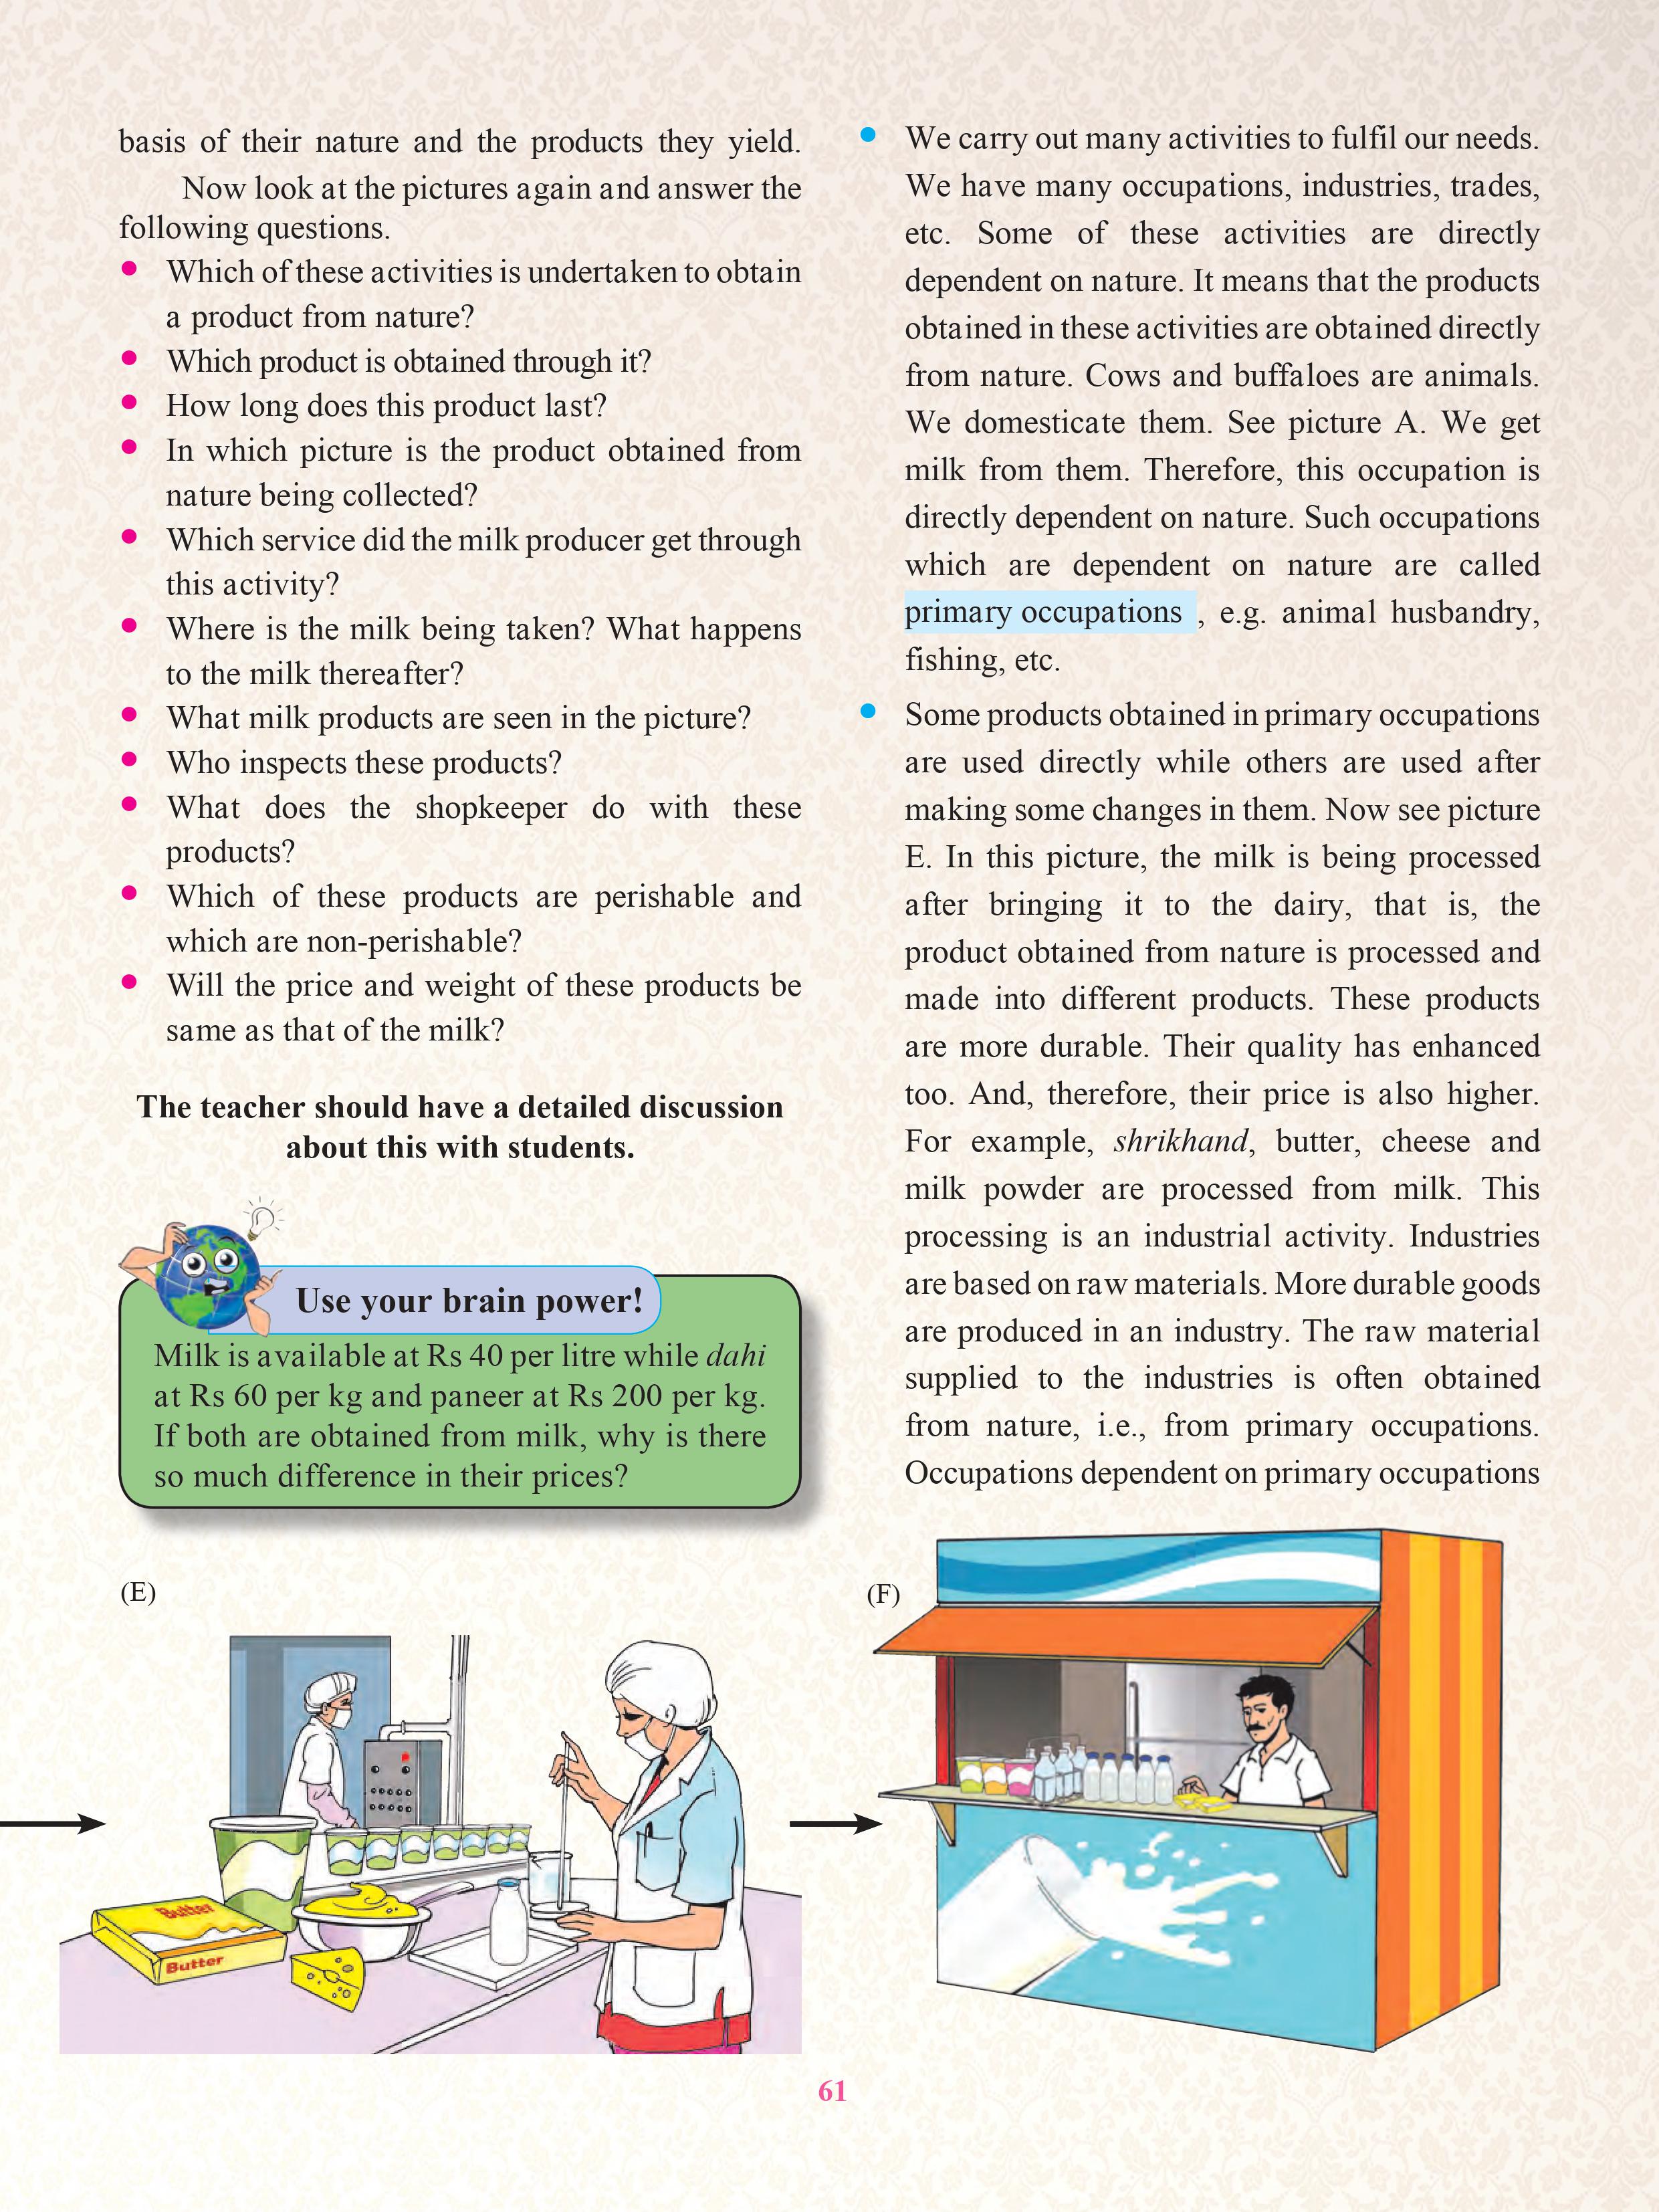 basis of their nature and the products they yield.
Now look at the pictures again and answer the
following questions.
• Which of these activities is undertaken to obtain
a product from nature?
• Which product is obtained through it?
• How long does this product last?
• In which picture is the product obtained from
nature being collected?
• Which service did the milk producer get through
this activity?
• Where is the milk being taken? What happens
to the milk thereafter?
• What milk products are seen in the picture?
• Who inspects these products?
• What does the shopkeeper do with these
products?
• Which of these products are perishable and
which are non-perishable?
• Will the price and weight of these products be
same as that of the milk?
The teacher should have a detailed discussion
about this with students.
Use your brain power!
Milk is available at Rs 40 per litre while dahi
at Rs 60 per kg and paneer at Rs 200 per kg.
If both are obtained from milk, why is there
so much difference in their prices?
• We carry out many activities to fulfil our needs.
We have many occupations, industries, trades,
etc. Some of these activities are directly
dependent on nature. It means that the products
obtained in these activities are obtained directly
from nature. Cows and buffaloes are animals.
We domesticate them. See picture A. We get
milk from them. Therefore, this occupation is
directly dependent on nature. Such occupations
which are dependent on nature are called
primary occupations , e.g. animal husbandry,
fishing, etc.
• Some products obtained in primary occupations
are used directly while others are used after
making some changes in them. Now see picture
E. In this picture, the milk is being processed
after bringing it to the dairy, that is, the
product obtained from nature is processed and
made into different products. These products
are more durable. Their quality has enhanced
too. And, therefore, their price is also higher.
For example, shrikhand, butter, cheese and
milk powder are processed from milk. This
processing is an industrial activity. Industries
are based on raw materials. More durable goods
are produced in an industry. The raw material
supplied to the industries is often obtained
from nature, i.e., from primary occupations.
Occupations dependent on primary occupations
(E)
Butter
Butter
(F)
61